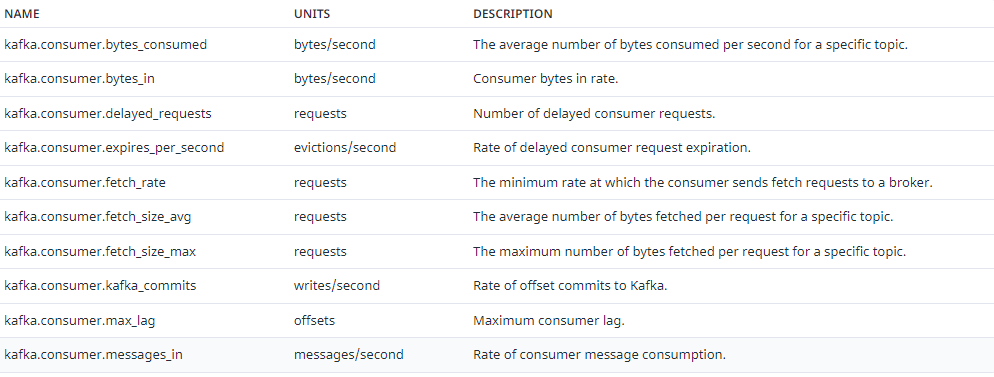 NAME UNITS DESCRIPTION
kafka.consumer.bytes_consumed bytes/second The average number of bytes consumed per second for a specific topic.
kafka.consumer.bytes_in bytes/second Consumer bytes in rate.
kafka.consumer.delayed_requests requests Number of delayed consumer requests.
kafka.consumer.expires_per_second evictions/second Rate of delayed consumer request expiration.
kafka.consumer.fetch_rate requests The minimum rate at which the consumer sends fetch requests to a broker.
kafka.consumer.fetch_size_avg requests The average number of bytes fetched per request for a specific topic.
kafka.consumer.fetch_size_max requests The maximum number of bytes fetched per request for a specific topic.
kafka.consumer.kafka_commits writes/second Rate of offset commits to Kafka.
kafka.consumer.max_lag offsets Maximum consumer lag.
kafka.consumer.messages_in messages/second Rate of consumer message consumption.